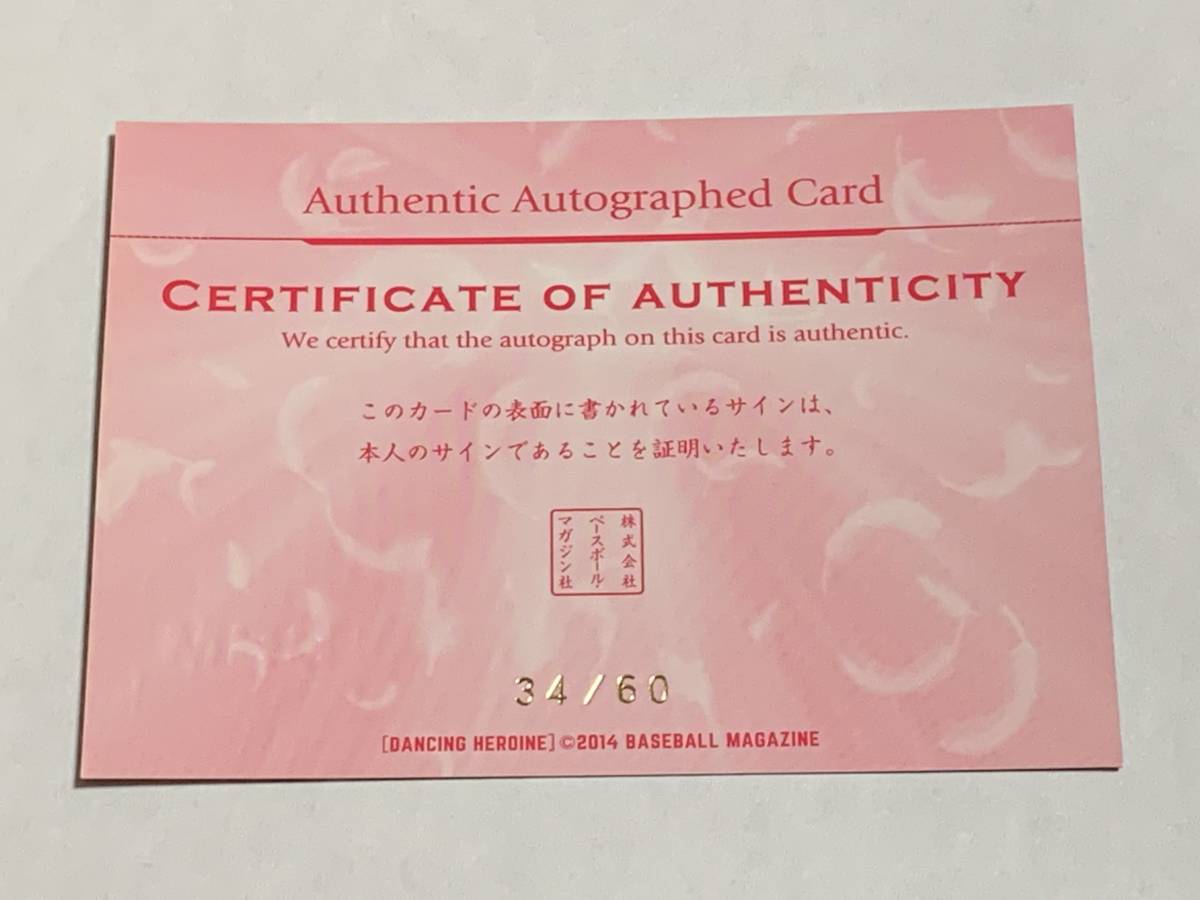 Authentic Autographed Card
CERTIFICATE OF AUTHENTICITY
We certify that the autograph on this card is authentic.
このカードの表面に書かれているサインは、
本人のサインであることを証明いたします。
株式会社
ベースボール・
マガジン社
34/60
[DANCING HEROINE]©2014 BASEBALL MAGAZINE